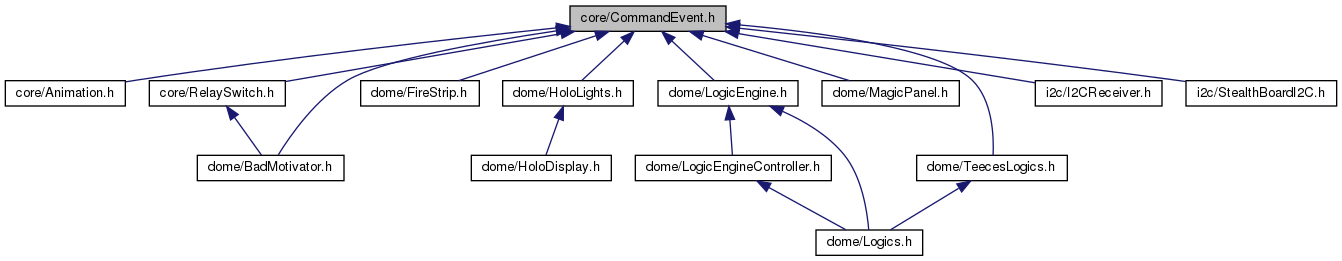 core/CommandEvent.h
core/Animation.h
core/RelaySwitch.h
dome/FireStrip.h
dome/HoloLights.h
dome/LogicEngine.h
dome/MagicPanel.h
i2c/I2CReceiver.h
i2c/StealthBoardI2C.h
dome/BadMotivator.h
dome/HoloDisplay.h
dome/LogicEngineController.h
dome/TeecesLogics.h
dome/Logics.h